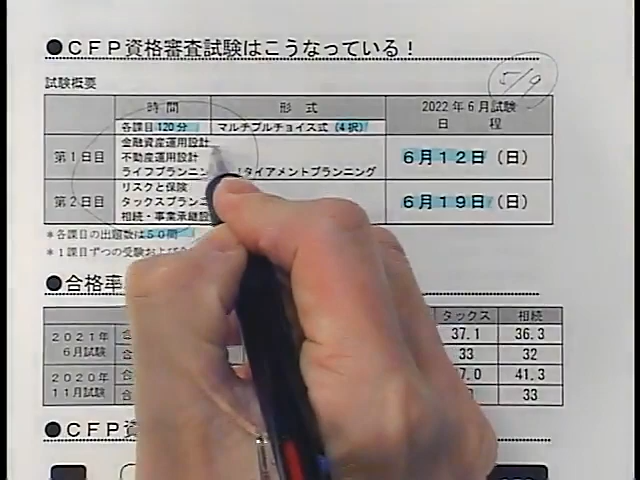 ●ＣＦＰ資格審査試験はこうなっている！
5/9
試験概要
時間 形式 2022年6月試験
日程
各課目120分 マルチプルチョイス式（4択）
第1日目 金融資産運用設計 6月12日（日）
不動産運用設計
ライフプランニン タイアメントプランニング
第2日目 リスクと保険 6月19日（日）
タックスプラン
相続・事業承継設
＊各課目の出題数は50問
＊1課目ずつの受験および
●合格率
タックス 相続
2021年 37.1 36.3
6月試験 33 32
2020年 7.0 41.3
11月試験 33
●ＣＦＰ資